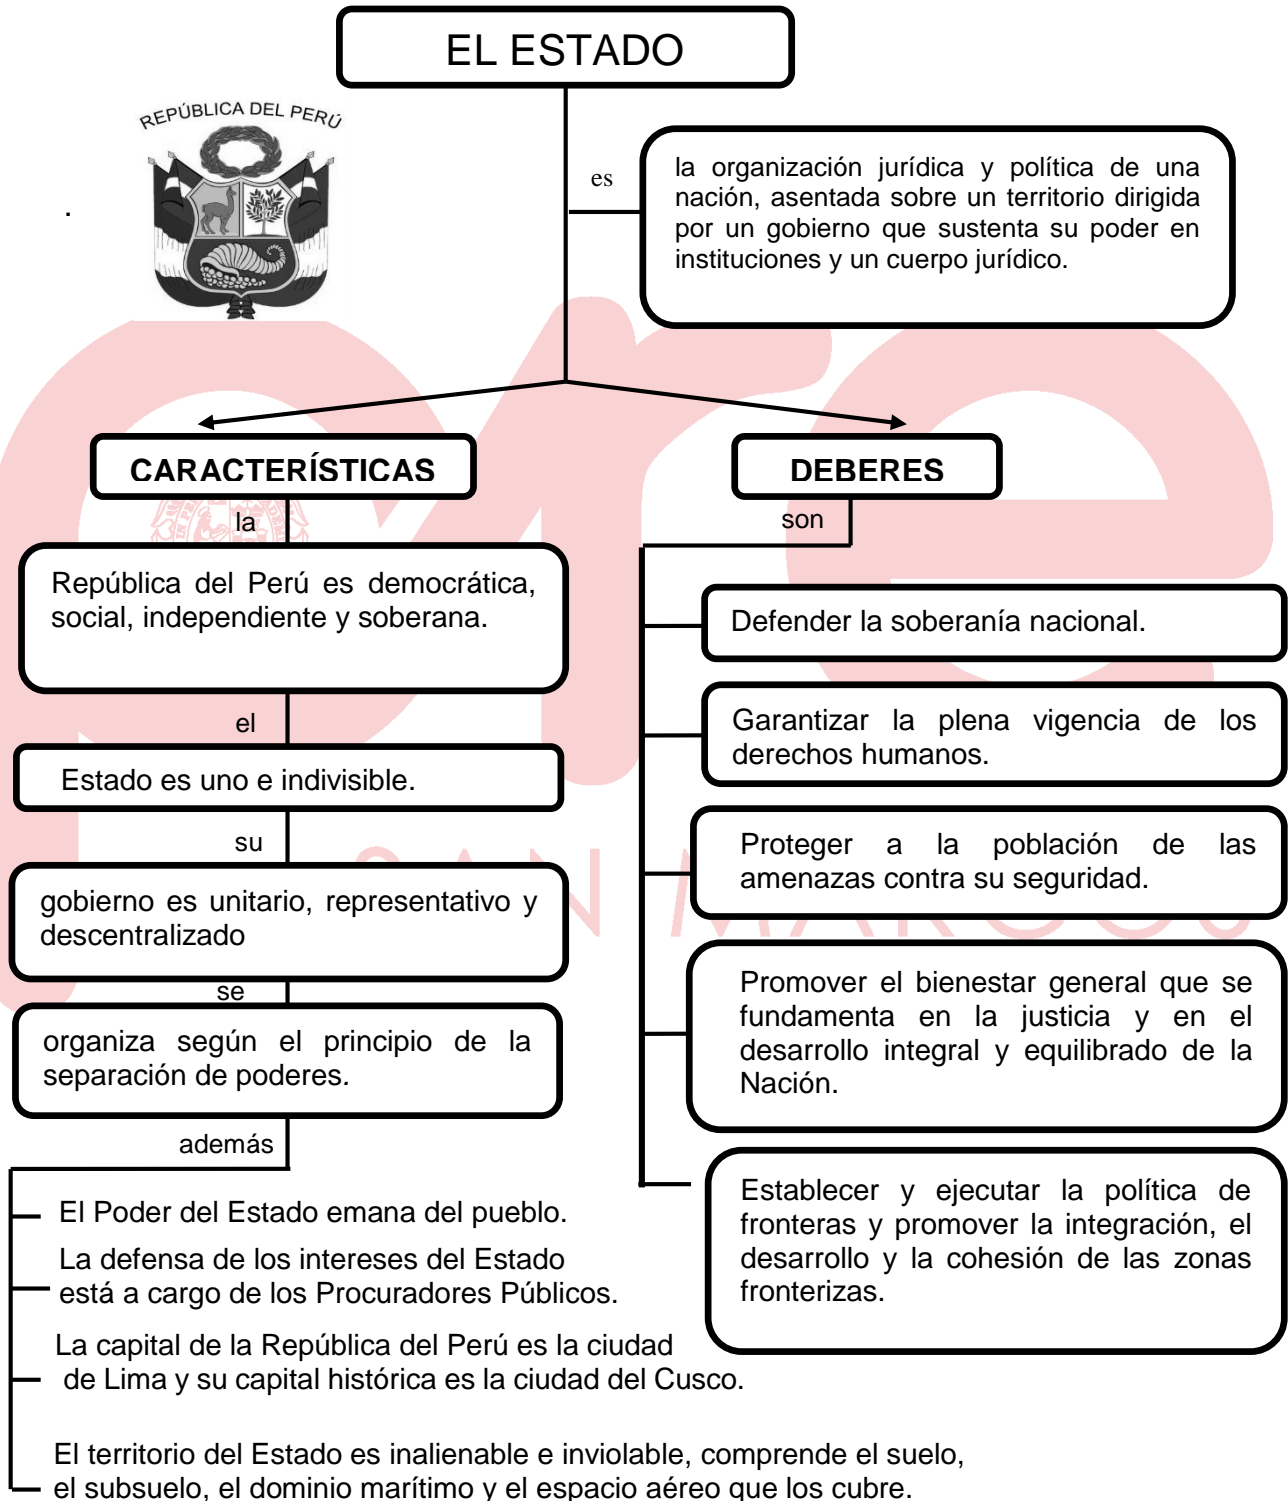 EL ESTADO
REPÚBLICA DEL PERÚ
es
la organización jurídica y política de una
nación, asentada sobre un territorio dirigida
por un gobierno que sustenta su poder en
instituciones y un cuerpo jurídico.
.
CARACTERÍSTICAS
la
República del Perú es democrática,
social, independiente y soberana.
el
Estado es uno e indivisible.
su
gobierno es unitario, representativo y
descentralizado
se
organiza según el principio de la
separación de poderes.
además
El Poder del Estado emana del pueblo.
La defensa de los intereses del Estado
está a cargo de los Procuradores Públicos.
La capital de la República del Perú es la ciudad
de Lima y su capital histórica es la ciudad del Cusco.
El territorio del Estado es inalienable e inviolable, comprende el suelo,
el subsuelo, el dominio marítimo y el espacio aéreo que los cubre.
DEBERES
son
Defender la soberanía nacional.
Garantizar la plena vigencia de los
derechos humanos.
Proteger a la población de las
amenazas contra su seguridad.
Promover el bienestar general que se
fundamenta en la justicia y en el
desarrollo integral y equilibrado de la
Nación.
Establecer y ejecutar la política de
fronteras y promover la integración, el
desarrollo y la cohesión de las zonas
fronterizas.
pre
SAN MARCOS